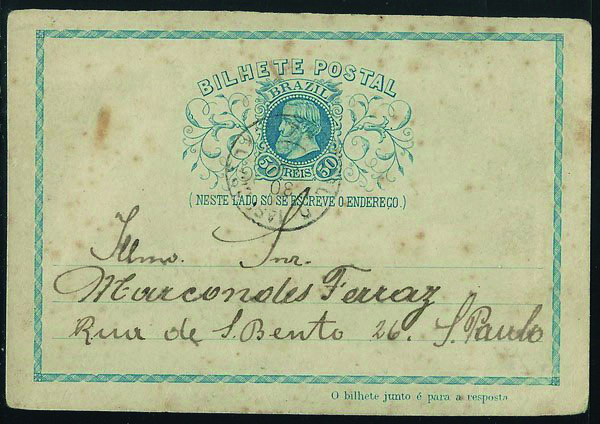 BILHETE POSTAL
BRAZIL
50 REIS 50
(NESTE LADO SÓ SE ESCREVE O ENDEREÇO.)
Illmo. Snr.
Marcondes Ferraz
Rua de S. Bento 26. S. Paulo
O bilhete junto é para a resposta